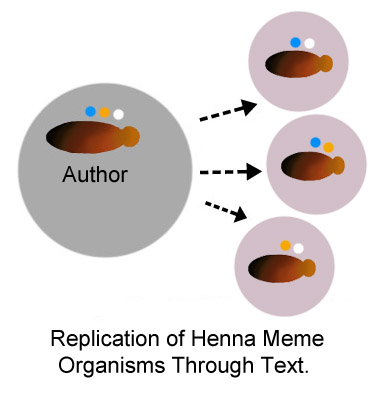 Author
Replication of Henna Meme
Organisms Through Text.